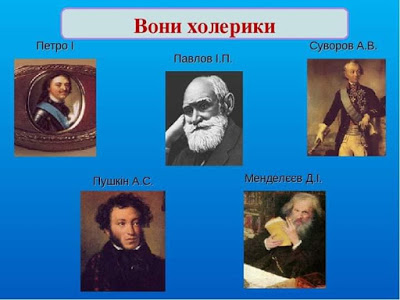 Вони холерики
Петро І
Павлов І.П.
Суворов А.В.
Пушкін А.С.
Менделєєв Д.І.